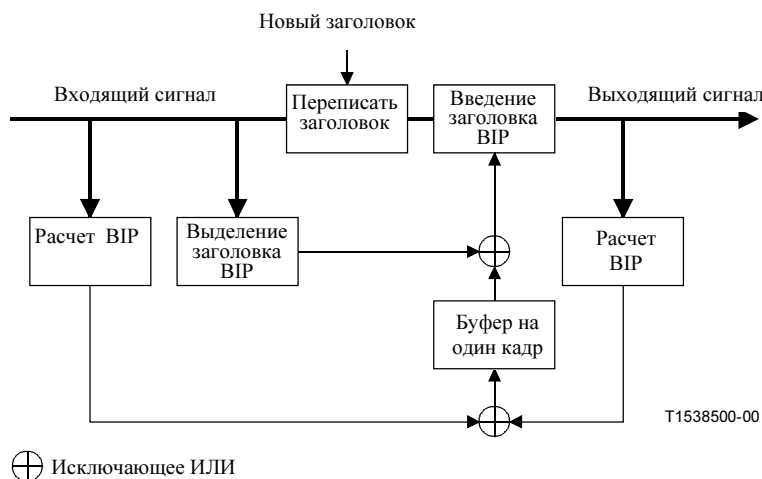 Новый заголовок
Входящий сигнал
Переписать
заголовок
Введение
заголовка
BIP
Выходящий сигнал
Расчет BIP
Выделение
заголовка
BIP
Расчет
BIP
Буфер на
один кадр
T1538500-00
Исключающее ИЛИ